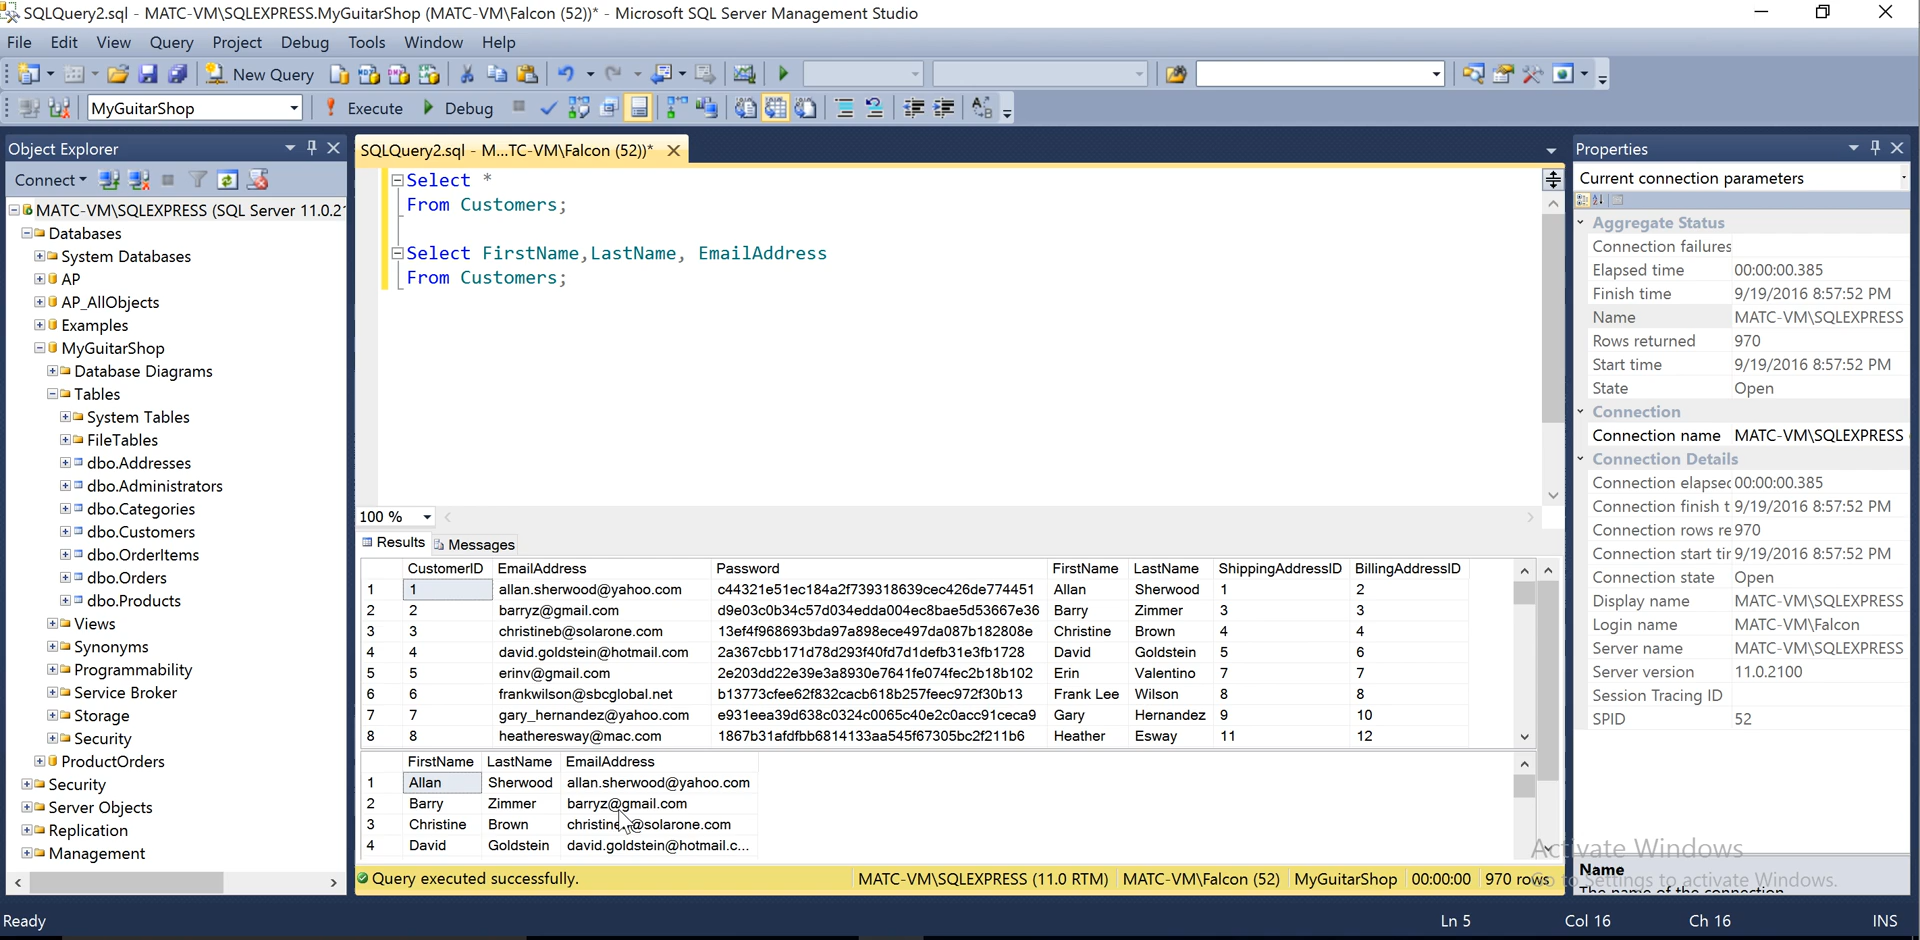 SQLQuery2.sql - MATC-VM\SQLEXPRESS.MyGuitarShop (MATC-VM\Falcon (52))* - Microsoft SQL Server Management Studio
File Edit View Query Project Debug Tools Window Help
New Query
MyGuitarShop Execute Debug
Object Explorer
Connect
MATC-VM\SQLEXPRESS (SQL Server 11.0.21
Databases
System Databases
AP
AP_AllObjects
Examples
MyGuitarShop
Database Diagrams
Tables
System Tables
FileTables
dbo.Addresses
dbo.Administrators
dbo.Categories
dbo.Customers
dbo.OrderItems
dbo.Orders
dbo.Products
Views
Synonyms
Programmability
Service Broker
Storage
Security
ProductOrders
Security
Server Objects
Replication
Management
SQLQuery2.sql - M...TC-VM\Falcon (52))*
Select *
From Customers;
Select FirstName,LastName, EmailAddress
From Customers;
100 %
Results Messages
CustomerID EmailAddress Password FirstName LastName ShippingAddressID BillingAddressID
1 1 allan.sherwood@yahoo.com c44321e51ec184a2f739318639cec426de774451 Allan Sherwood 1 2
2 2 barryz@gmail.com d9e03c0b34c57d034edda004ec8bae5d53667e36 Barry Zimmer 3 3
3 3 christineb@solarone.com 13ef4f968693bda97a898ece497da087b182808e Christine Brown 4 4
4 4 david.goldstein@hotmail.com 2a367cbb171d78d293f40fd7d1defb31e3fb1728 David Goldstein 5 6
5 5 erinv@gmail.com 2e203dd22e39e3a8930e7641fe074fec2b18b102 Erin Valentino 7 7
6 6 frankwilson@sbcglobal.net b13773cfee62f832cacb618b257feec972f30b13 Frank Lee Wilson 8 8
7 7 gary_hernandez@yahoo.com e931eea39d638c0324c0065c40e2c0acc91ceca9 Gary Hernandez 9 10
8 8 heatheresway@mac.com 1867b31afdfbb6814133aa545f67305bc2f211b6 Heather Esway 11 12
FirstName LastName EmailAddress
1 Allan Sherwood allan.sherwood@yahoo.com
2 Barry Zimmer barryz@gmail.com
3 Christine Brown christine @solarone.com
4 David Goldstein david.goldstein@hotmail.c...
Query executed successfully. MATC-VM\SQLEXPRESS (11.0 RTM) MATC-VM\Falcon (52) MyGuitarShop 00:00:00 970 rows
Properties
Current connection parameters
Aggregate Status
Connection failures
Elapsed time 00:00:00.385
Finish time 9/19/2016 8:57:52 PM
Name MATC-VM\SQLEXPRESS
Rows returned 970
Start time 9/19/2016 8:57:52 PM
State Open
Connection
Connection name MATC-VM\SQLEXPRESS
Connection Details
Connection elapsec 00:00:00.385
Connection finish t 9/19/2016 8:57:52 PM
Connection rows re 970
Connection start tir 9/19/2016 8:57:52 PM
Connection state Open
Display name MATC-VM\SQLEXPRESS
Login name MATC-VM\Falcon
Server name MATC-VM\SQLEXPRESS
Server version 11.0.2100
Session Tracing ID
SPID 52
Activate Windows
Go to Settings to activate Windows.
Name
The name of the connection
Ready Ln 5 Col 16 Ch 16 INS